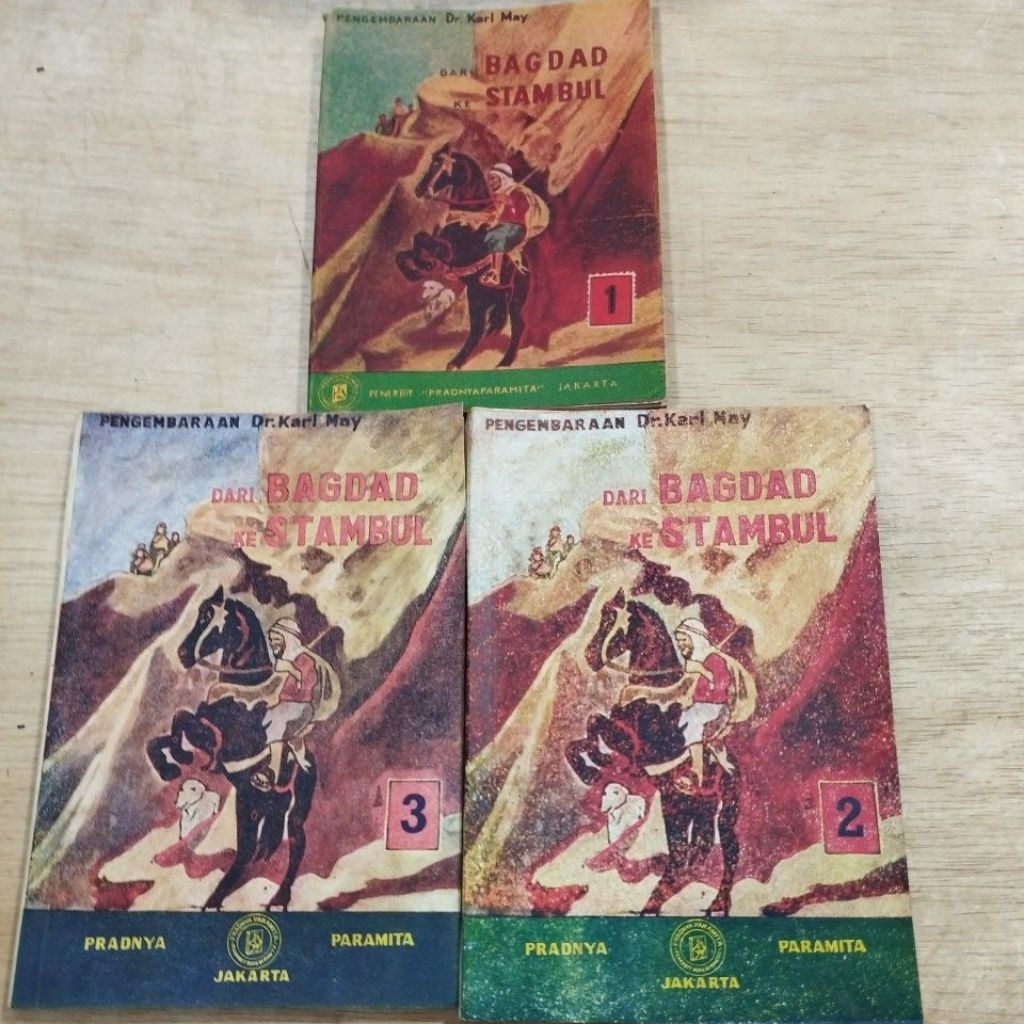 PENGEMBARAAN Dr. Karl May
DARI BAGDAD
KE STAMBUL
1
PENERBIT "PRADNYAPARAMITA" JAKARTA
PENGEMBARAAN Dr. Karl May
DARI BAGDAD
KE STAMBUL
3
PRADNYA PARAMITA
JAKARTA
PENGEMBARAAN Dr. Karl May
DARI BAGDAD
KE STAMBUL
2
PRADNYA PARAMITA
JAKARTA